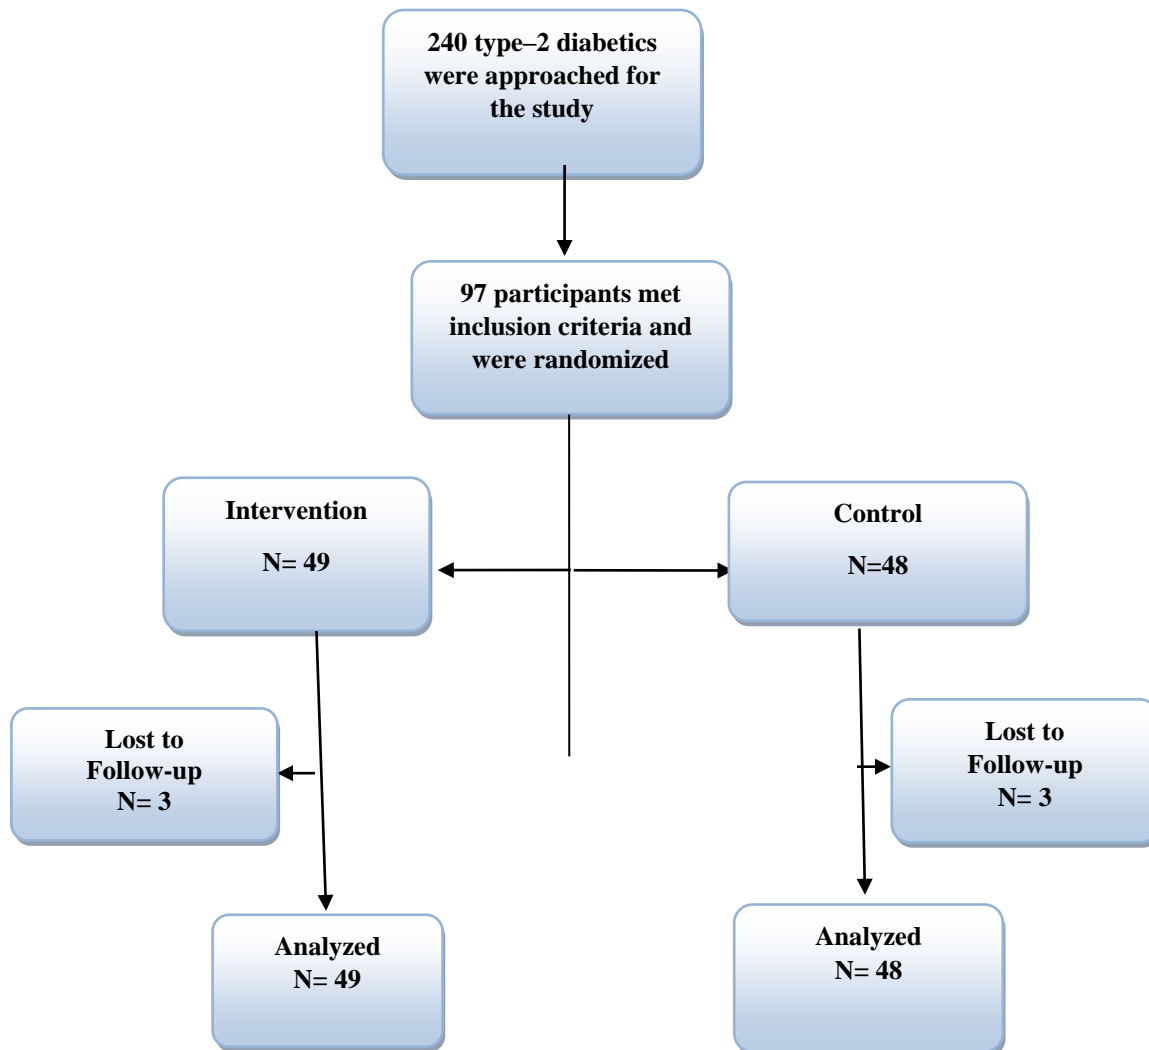 240 type–2 diabetics
were approached for
the study
97 participants met
inclusion criteria and
were randomized
Intervention
N= 49
Control
N=48
Lost to
Follow-up
N= 3
Lost to
Follow-up
N= 3
Analyzed
N= 49
Analyzed
N= 48